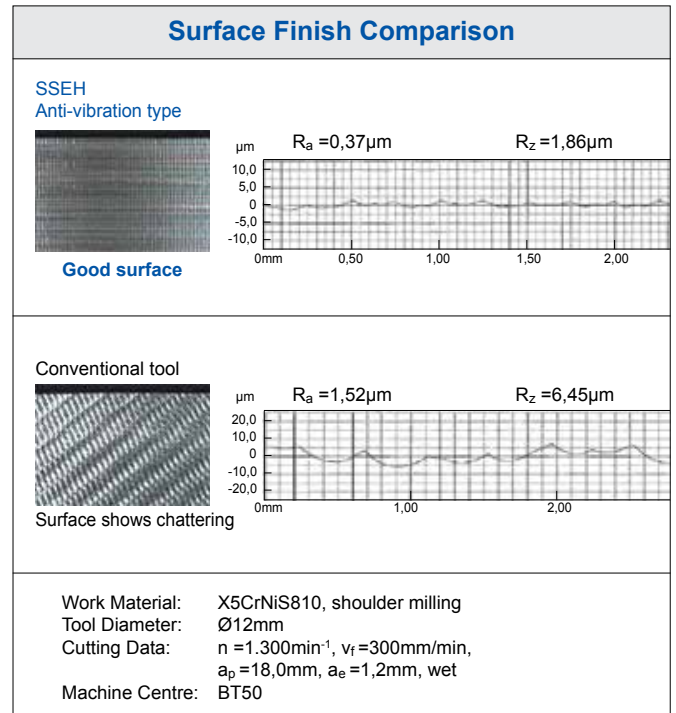 Surface Finish Comparison
SSEH
Anti-vibration type
µm
Ra =0,37µm
Rz =1,86µm
10,0
5,0
0
-5,0
-10,0
0mm
0,50
1,00
1,50
2,00
Good surface
Conventional tool
µm
Ra =1,52µm
Rz =6,45µm
20,0
10,0
0
-10,0
-20,0
0mm
1,00
2,00
Surface shows chattering
Work Material: X5CrNiS810, shoulder milling
Tool Diameter: Ø12mm
Cutting Data: n =1.300min⁻¹, vf =300mm/min,
ap =18,0mm, ae =1,2mm, wet
Machine Centre: BT50